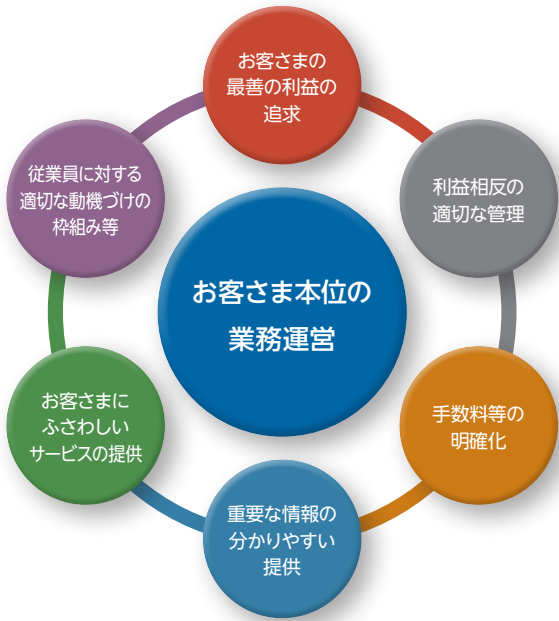 お客さまの
最善の利益の
追求
利益相反の
適切な管理
手数料等の
明確化
重要な情報の
分かりやすい
提供
お客さまに
ふさわしい
サービスの提供
従業員に対する
適切な動機づけの
枠組み等
お客さま本位の
業務運営